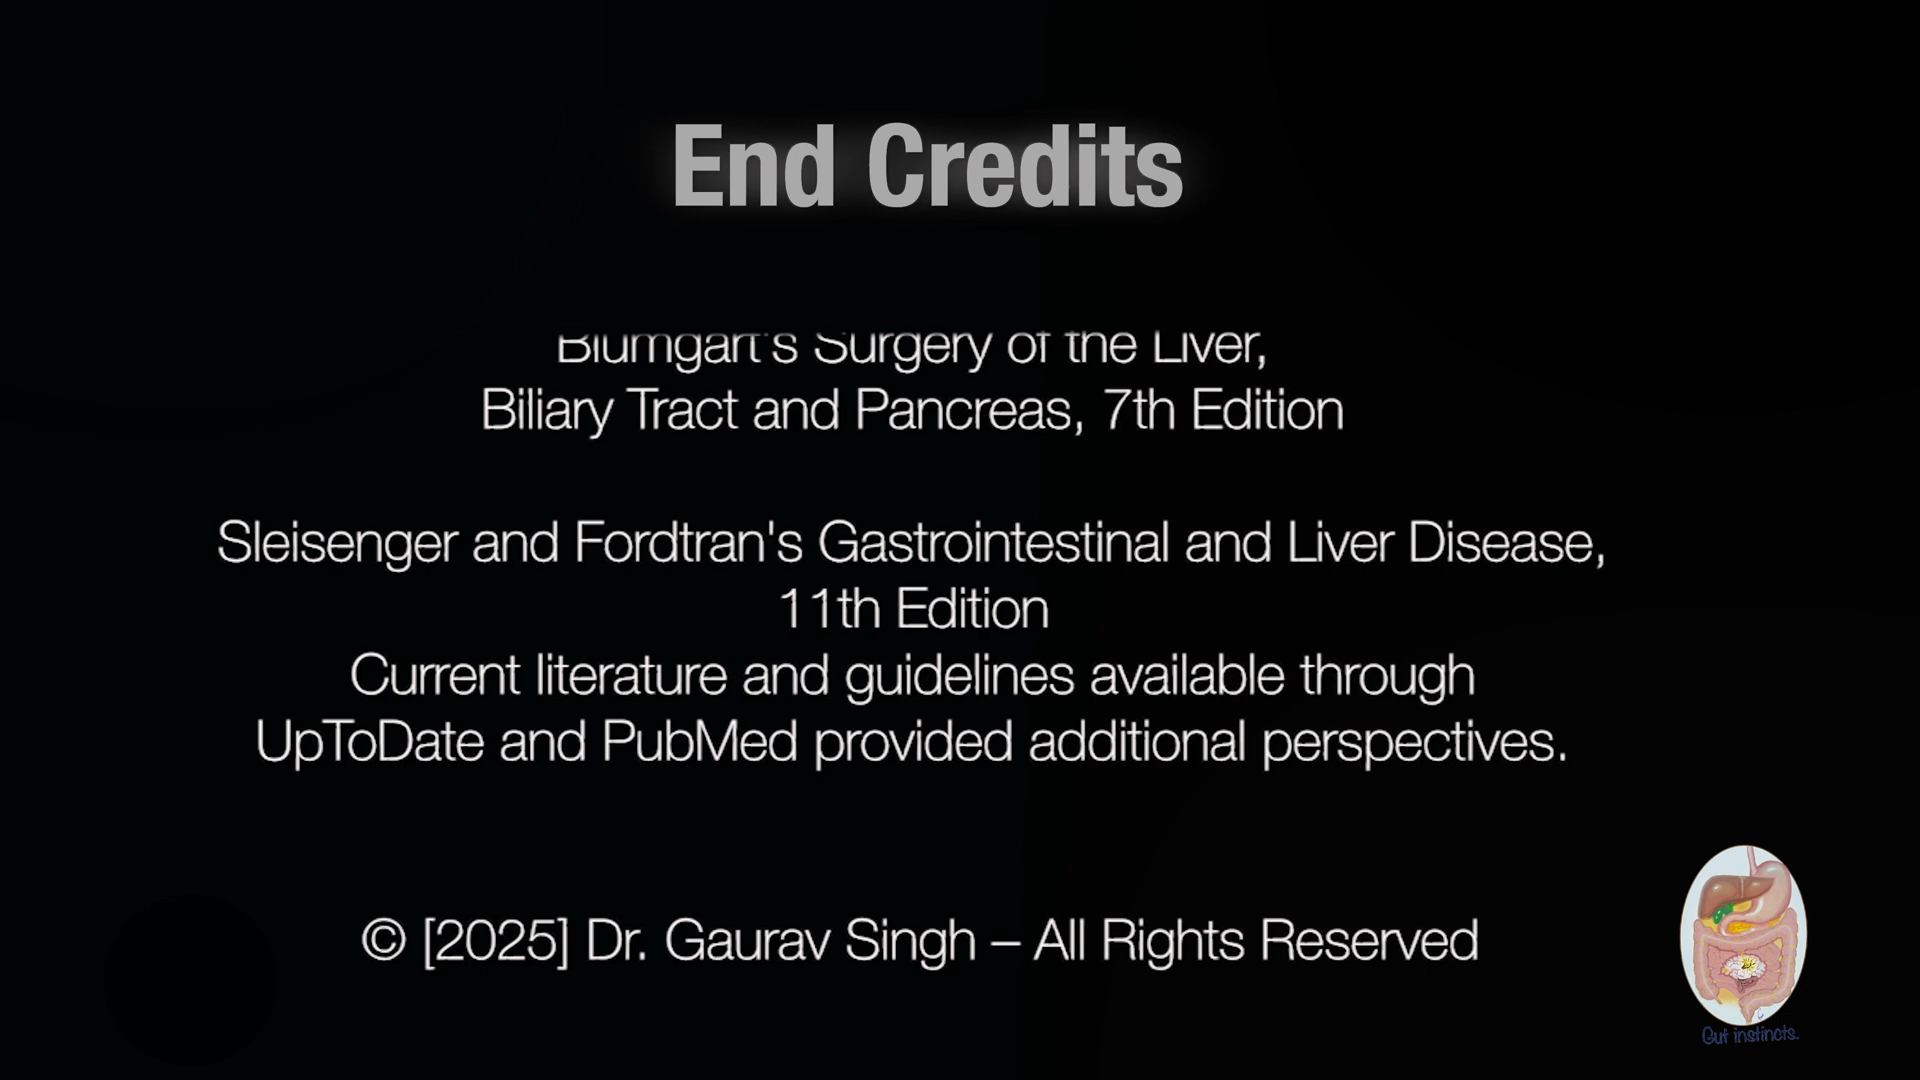 End Credits
Blumgart's Surgery of the Liver,
Biliary Tract and Pancreas, 7th Edition
Sleisenger and Fordtran's Gastrointestinal and Liver Disease,
11th Edition
Current literature and guidelines available through
UpToDate and PubMed provided additional perspectives.
© [2025] Dr. Gaurav Singh – All Rights Reserved
Gut instincts.